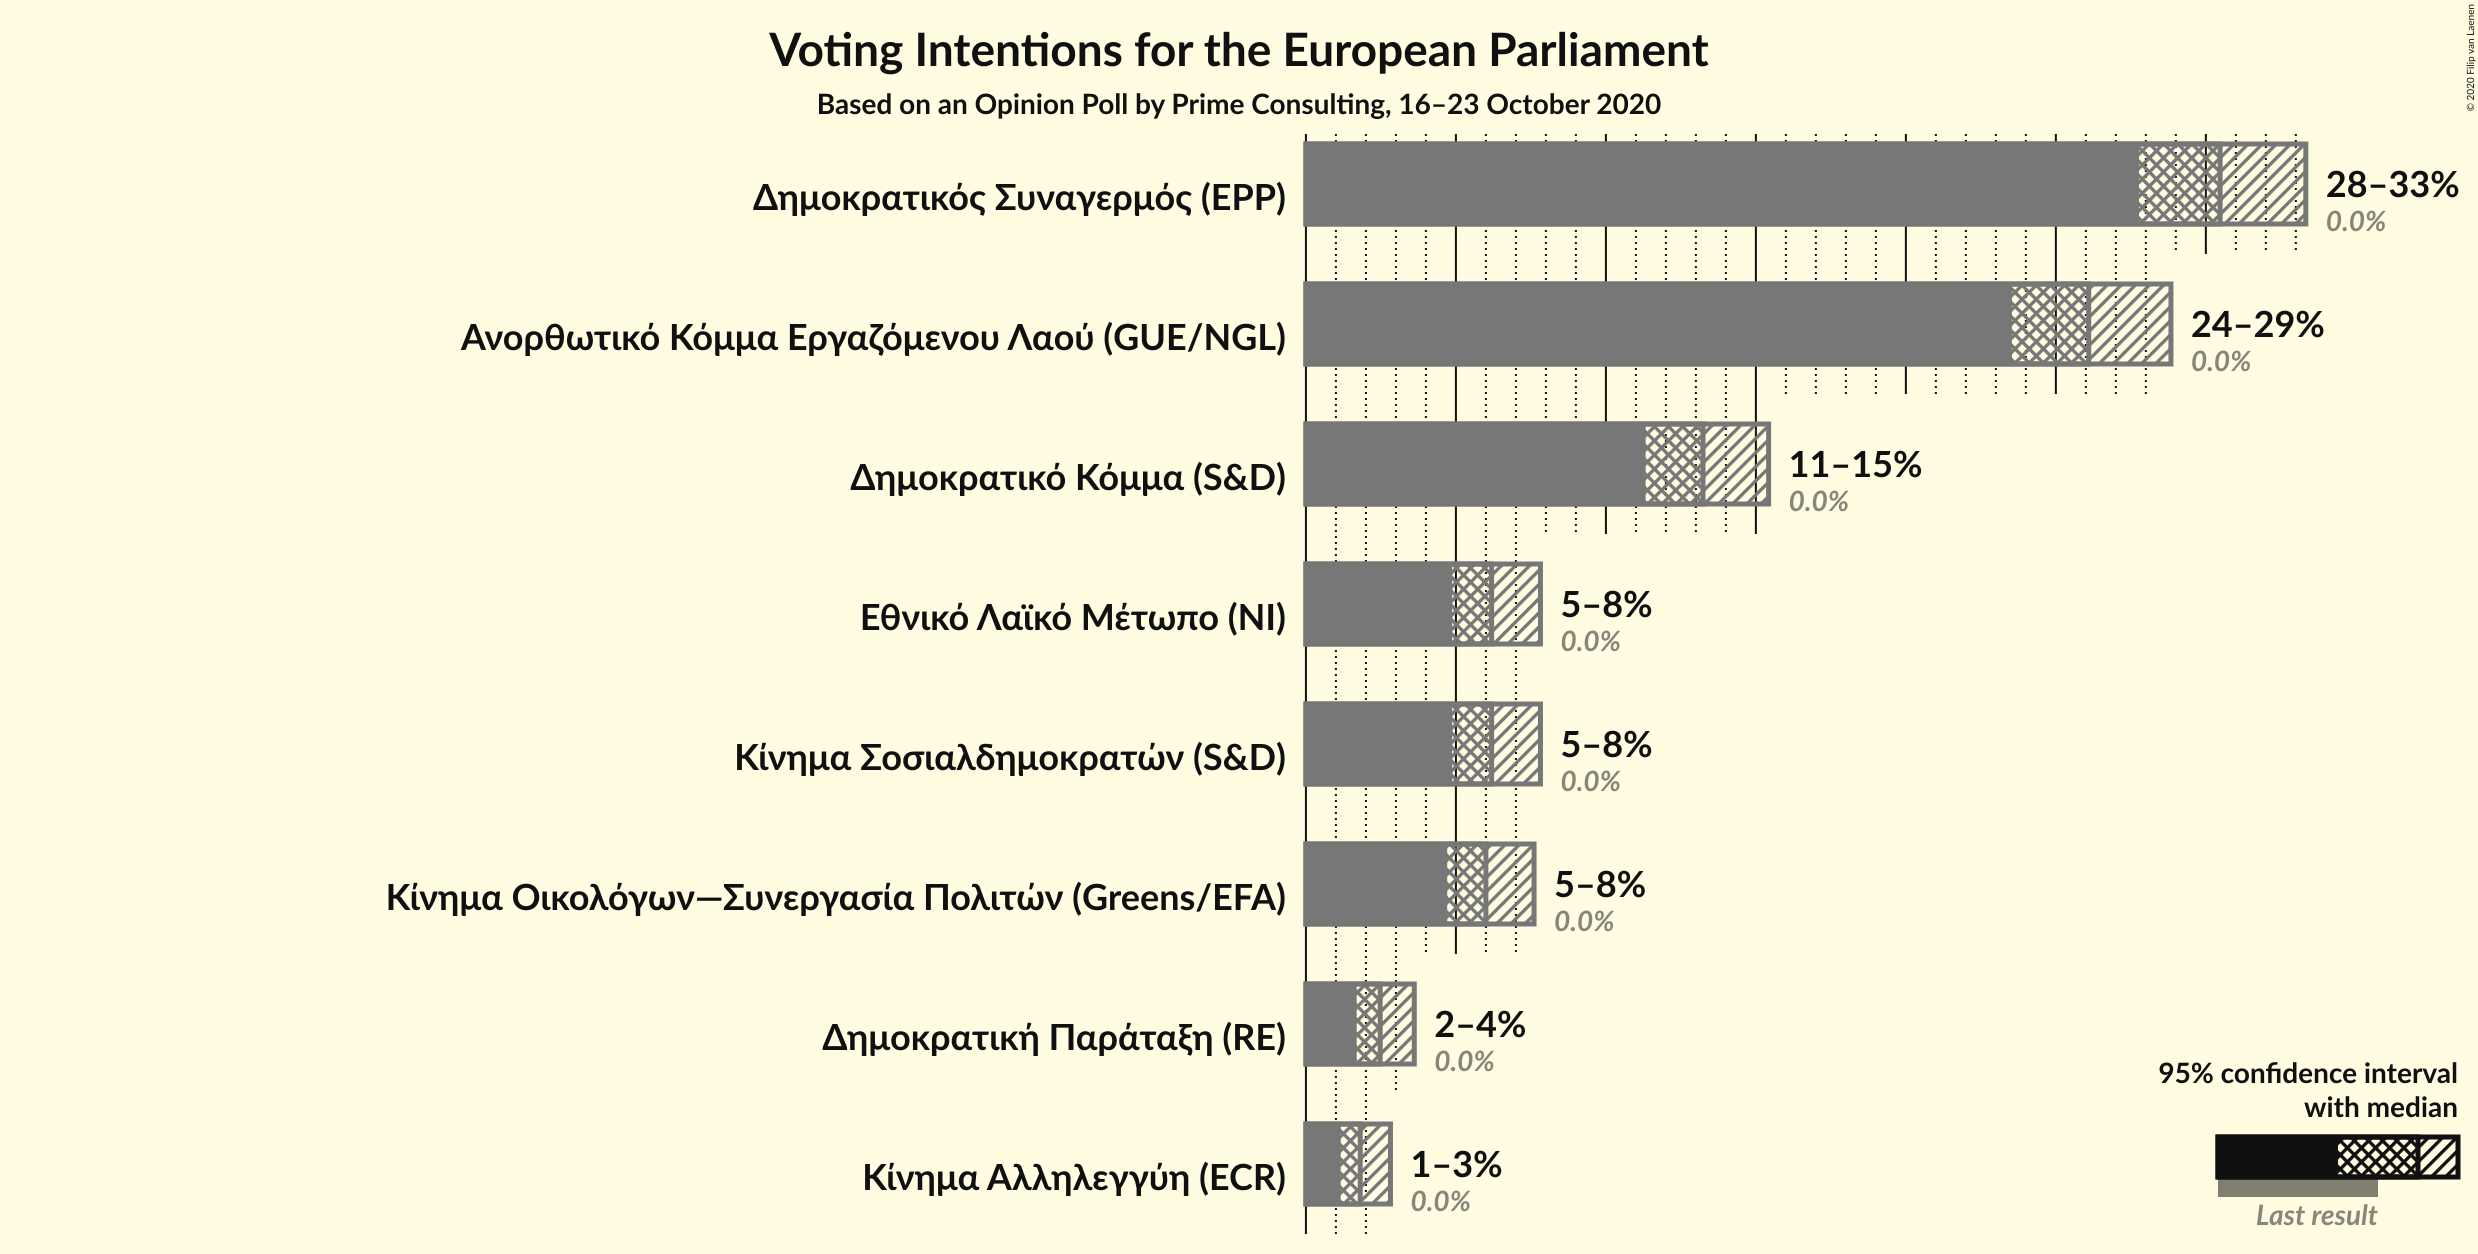 Voting Intentions for the European Parliament
Based on an Opinion Poll by Prime Consulting, 16–23 October 2020
© 2020 Filip van Laenen
Δημοκρατικός Συναγερμός (EPP)
28–33%
0.0%
Ανορθωτικό Κόμμα Εργαζόμενου Λαού (GUE/NGL)
24–29%
0.0%
Δημοκρατικό Κόμμα (S&D)
11–15%
0.0%
Εθνικό Λαϊκό Μέτωπο (NI)
5–8%
0.0%
Κίνημα Σοσιαλδημοκρατών (S&D)
5–8%
0.0%
Κίνημα Οικολόγων—Συνεργασία Πολιτών (Greens/EFA)
5–8%
0.0%
Δημοκρατική Παράταξη (RE)
2–4%
0.0%
Κίνημα Αλληλεγγύη (ECR)
1–3%
0.0%
95% confidence interval
with median
Last result